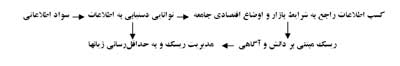 سواد اطلاعاتی → توانایی دستیابی به اطلاعات → کسب اطلاعات راجع به شرایط بازار و اوضاع اقتصادی جامعه
ریسک مبتنی بر دانش و آگاهی → مدیریت ریسک و به حداقل‌رسانی زیانها